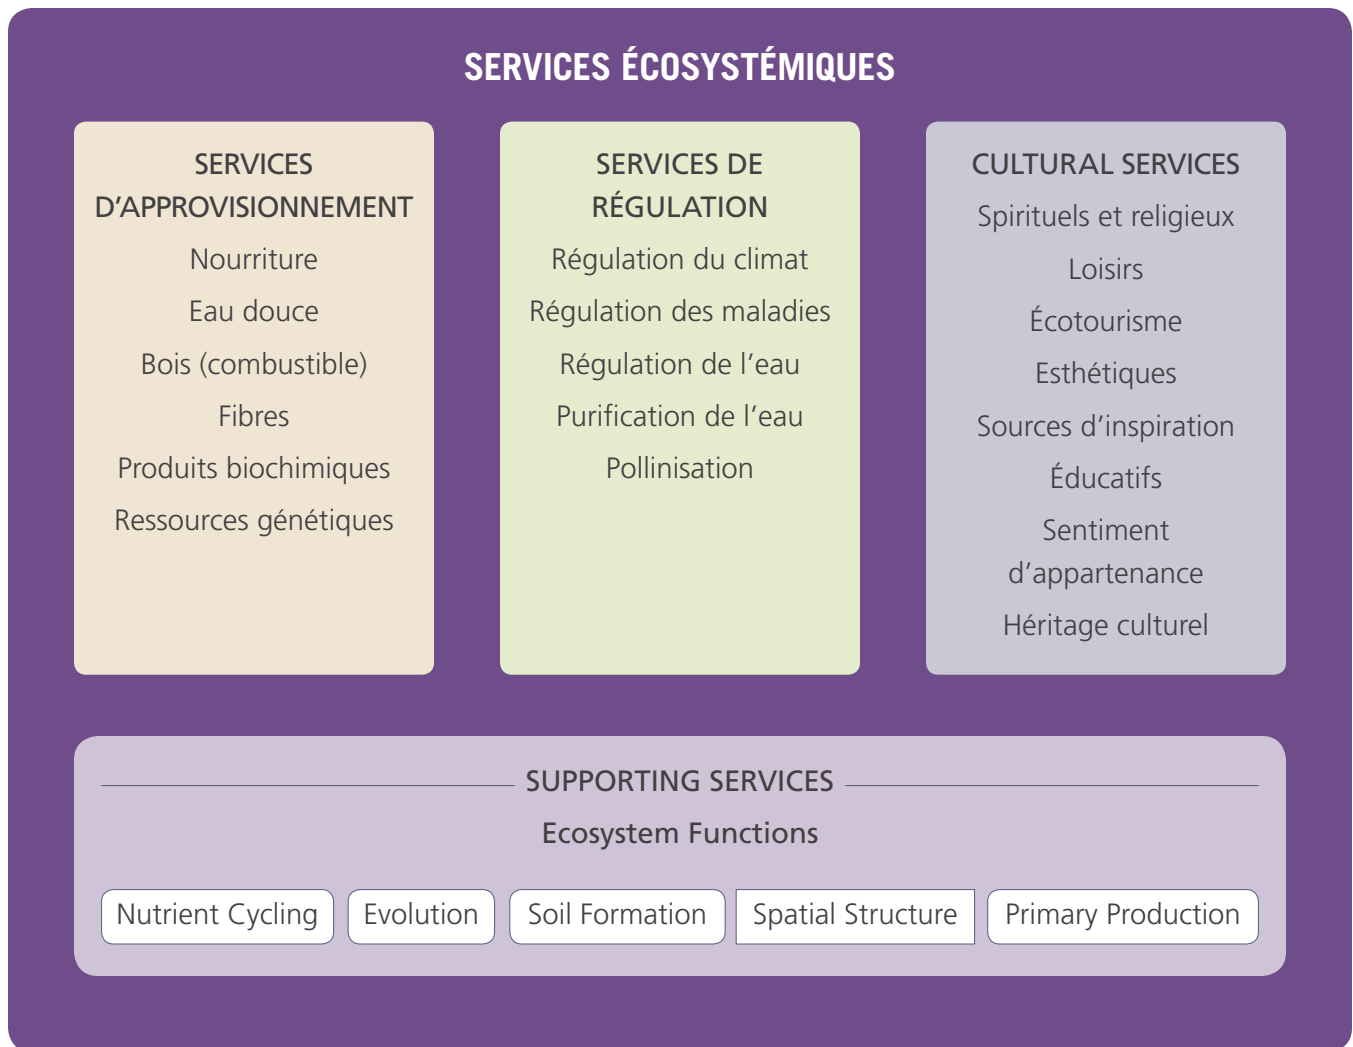 SERVICES ÉCOSYSTÉMIQUES
SERVICES
D’APPROVISIONNEMENT
Nourriture
Eau douce
Bois (combustible)
Fibres
Produits biochimiques
Ressources génétiques
SERVICES DE
RÉGULATION
Régulation du climat
Régulation des maladies
Régulation de l’eau
Purification de l’eau
Pollinisation
CULTURAL SERVICES
Spirituels et religieux
Loisirs
Écotourisme
Esthétiques
Sources d’inspiration
Éducatifs
Sentiment
d’appartenance
Héritage culturel
SUPPORTING SERVICES
Ecosystem Functions
Nutrient Cycling
Evolution
Soil Formation
Spatial Structure
Primary Production